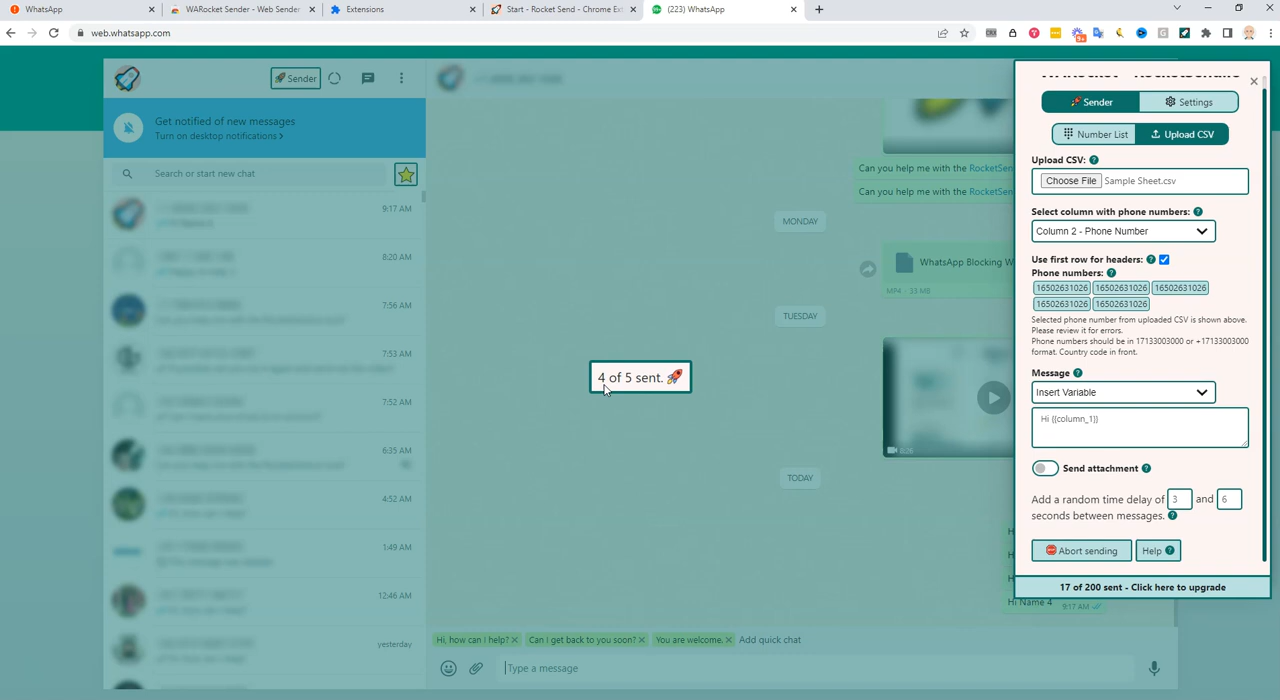 WhatsApp
WARocket Sender - Web Sender
Extensions
Start - Rocket Send - Chrome Ex
(223) WhatsApp
web.whatsapp.com
Sender
Get notified of new messages
Turn on desktop notifications >
Search or start new chat
9:17 AM
8:20 AM
7:56 AM
7:53 AM
7:52 AM
6:35 AM
4:52 AM
1:49 AM
12:46 AM
yesterday
Can you help me with the RocketSen
Can you help me with the RocketSen
MONDAY
WhatsApp Blocking W
MP4 • 33 MB
TUESDAY
0:26
TODAY
4 of 5 sent.
Hi Name 4
9:17 AM
Hi, how can I help? ×
Can I get back to you soon? ×
You are welcome. ×
Add quick chat
Type a message
Sender
Settings
Number List
Upload CSV
Upload CSV: ?
Choose File Sample Sheet.csv
Select column with phone numbers: ?
Column 2 - Phone Number
Use first row for headers: ?
Phone numbers: ?
16502631026 16502631026 16502631026
16502631026 16502631026
Selected phone number from uploaded CSV is shown above.
Please review it for errors.
Phone numbers should be in 17133003000 or +17133003000
format. Country code in front.
Message ?
Insert Variable
Hi {{column_1}}
Send attachment ?
Add a random time delay of 3 and 6
seconds between messages. ?
Abort sending
Help ?
17 of 200 sent - Click here to upgrade